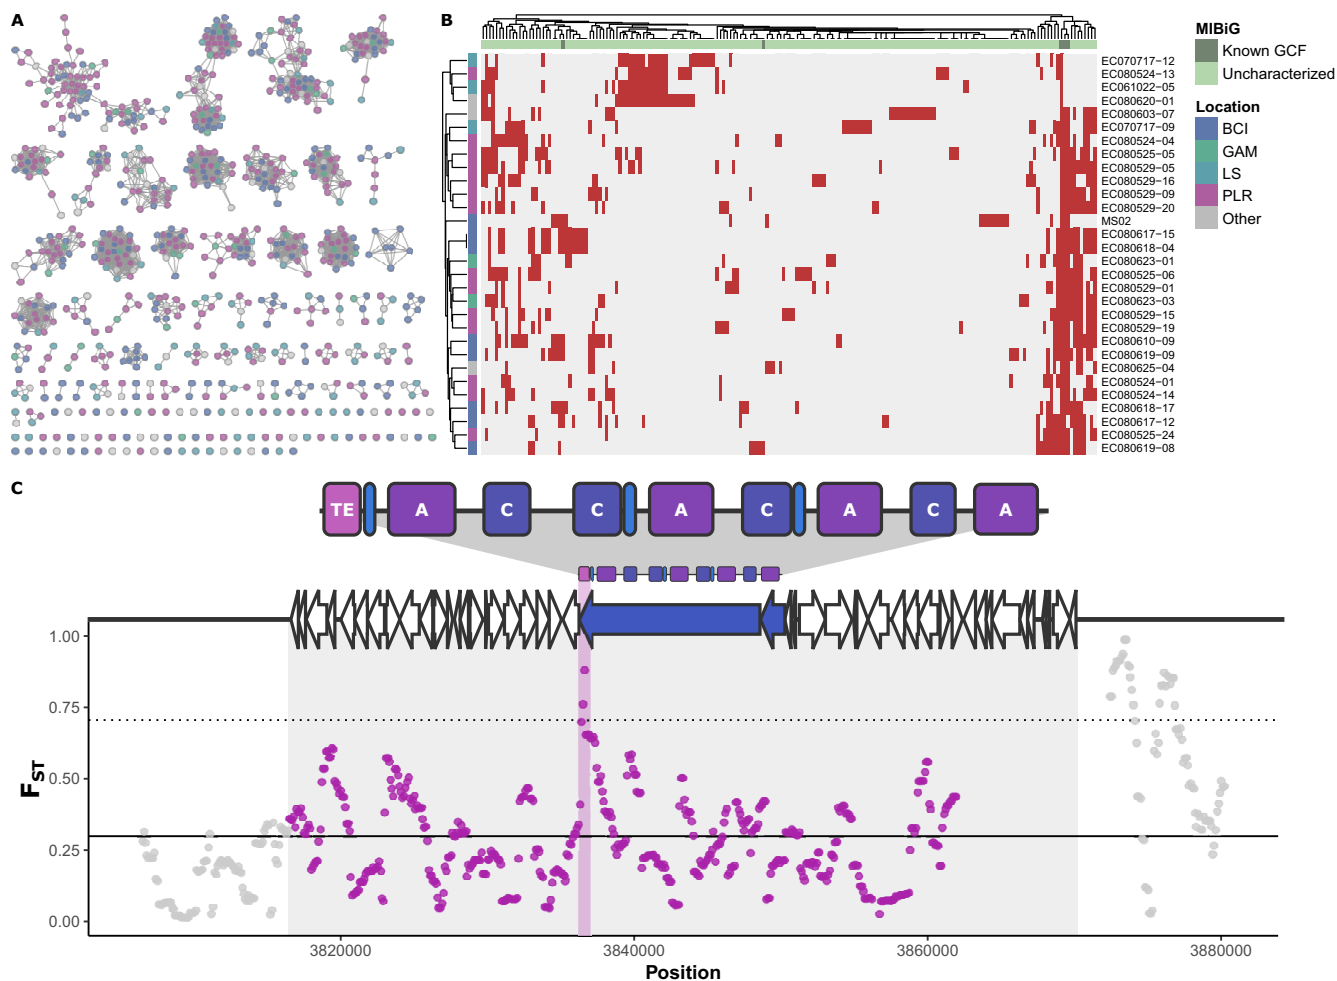 A
B
EC070717-12
EC080524-13
EC061022-05
EC080620-01
EC080603-07
EC070717-09
EC080524-04
EC080525-05
EC080529-05
EC080529-16
EC080529-09
EC080529-20
MS02
EC080617-15
EC080618-04
EC080623-01
EC080525-06
EC080529-01
EC080623-03
EC080529-15
EC080529-19
EC080610-09
EC080619-09
EC080625-04
EC080524-01
EC080524-14
EC080618-17
EC080617-12
EC080525-24
EC080619-08
MIBiG
Known GCF
Uncharacterized
Location
BCI
GAM
LS
PLR
Other
C
TE A C C A C A C A
1.00
0.75
0.50
0.25
0.00
FST
3820000 3840000 3860000 3880000
Position